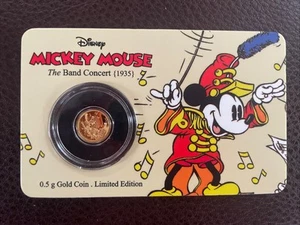 Disney
MICKEY MOUSE
The Band Concert {1935}
0.5 g Gold Coin . Limited Edition